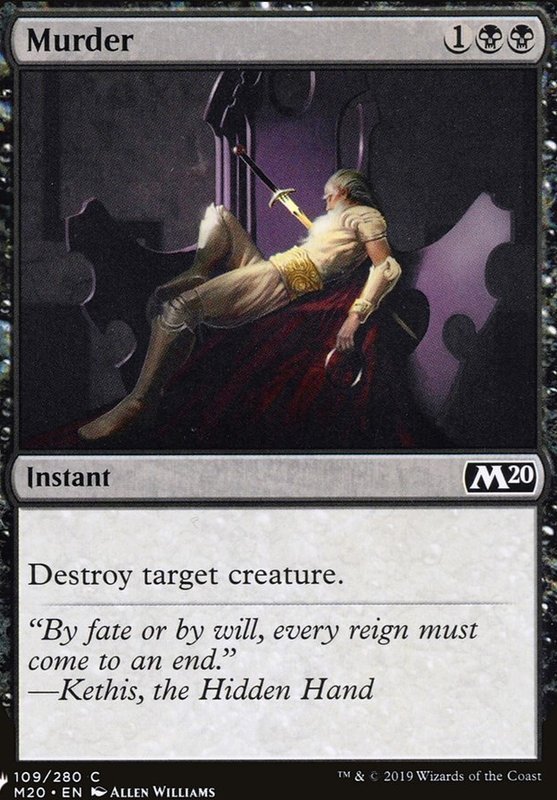 Murder 1
Instant M20
Destroy target creature.
“By fate or by will, every reign must
come to an end.”
—Kethis, the Hidden Hand
109/280 C ™ & © 2019 Wizards of the Coast
M20 • EN ALLEN WILLIAMS